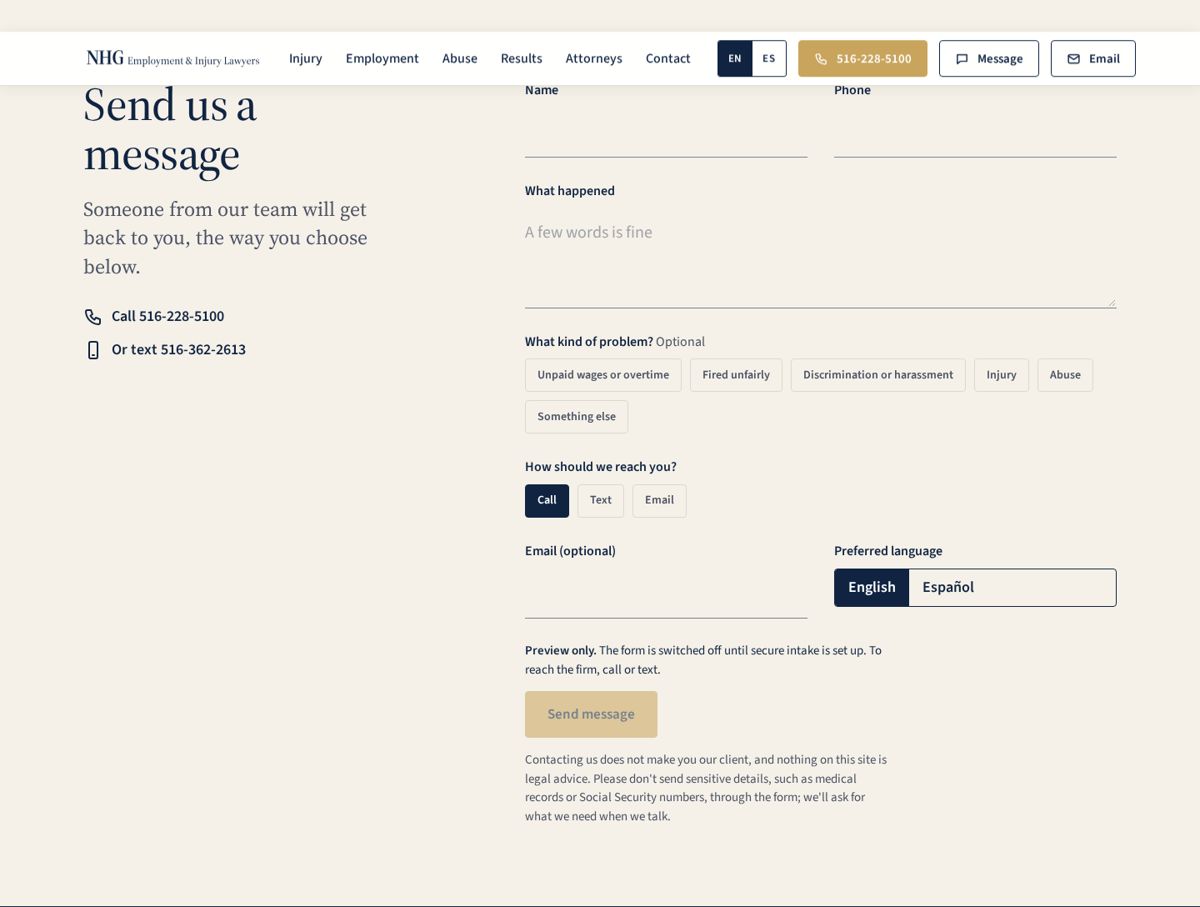 NHG Employment & Injury Lawyers
Injury
Employment
Abuse
Results
Attorneys
Contact
EN
ES
516-228-5100
Message
Email
Send us a
message
Someone from our team will get
back to you, the way you choose
below.
Call 516-228-5100
Or text 516-362-2613
Name
Phone
What happened
A few words is fine
What kind of problem? Optional
Unpaid wages or overtime
Fired unfairly
Discrimination or harassment
Injury
Abuse
Something else
How should we reach you?
Call
Text
Email
Email (optional)
Preferred language
English
Español
Preview only. The form is switched off until secure intake is set up. To
reach the firm, call or text.
Send message
Contacting us does not make you our client, and nothing on this site is
legal advice. Please don't send sensitive details, such as medical
records or Social Security numbers, through the form; we'll ask for
what we need when we talk.